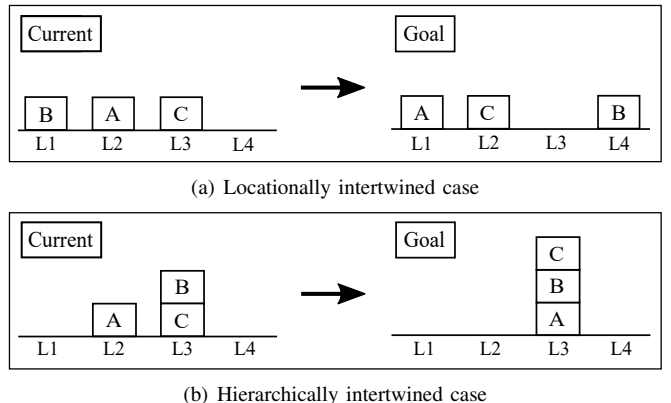 Current
Goal
B A C
A C B
L1 L2 L3 L4
L1 L2 L3 L4
(a) Locationally intertwined case
Current
Goal
B
A C
C
B
A
L1 L2 L3 L4
L1 L2 L3 L4
(b) Hierarchically intertwined case